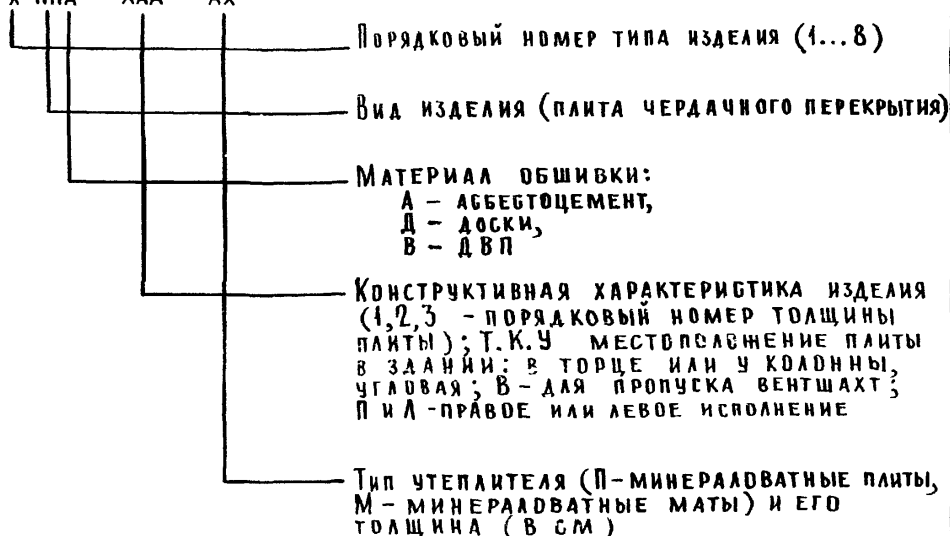 Порядковый номер типа изделия (1...8)
Вид изделия (плита чердачного перекрытия)
Материал обшивки:
А - асбестоцемент,
Д - доски,
В - ДВП
Конструктивная характеристика изделия
(1,2,3 - порядковый номер толщины
плиты); Т.К.У местоположение плиты
в здании: в торце или у колонны,
угловая; В - для пропуска вентшахт;
П и Л - правое или левое исполнение
Тип утеплителя (П - минераловатные плиты,
М - минераловатные маты) и его
толщина (в см)